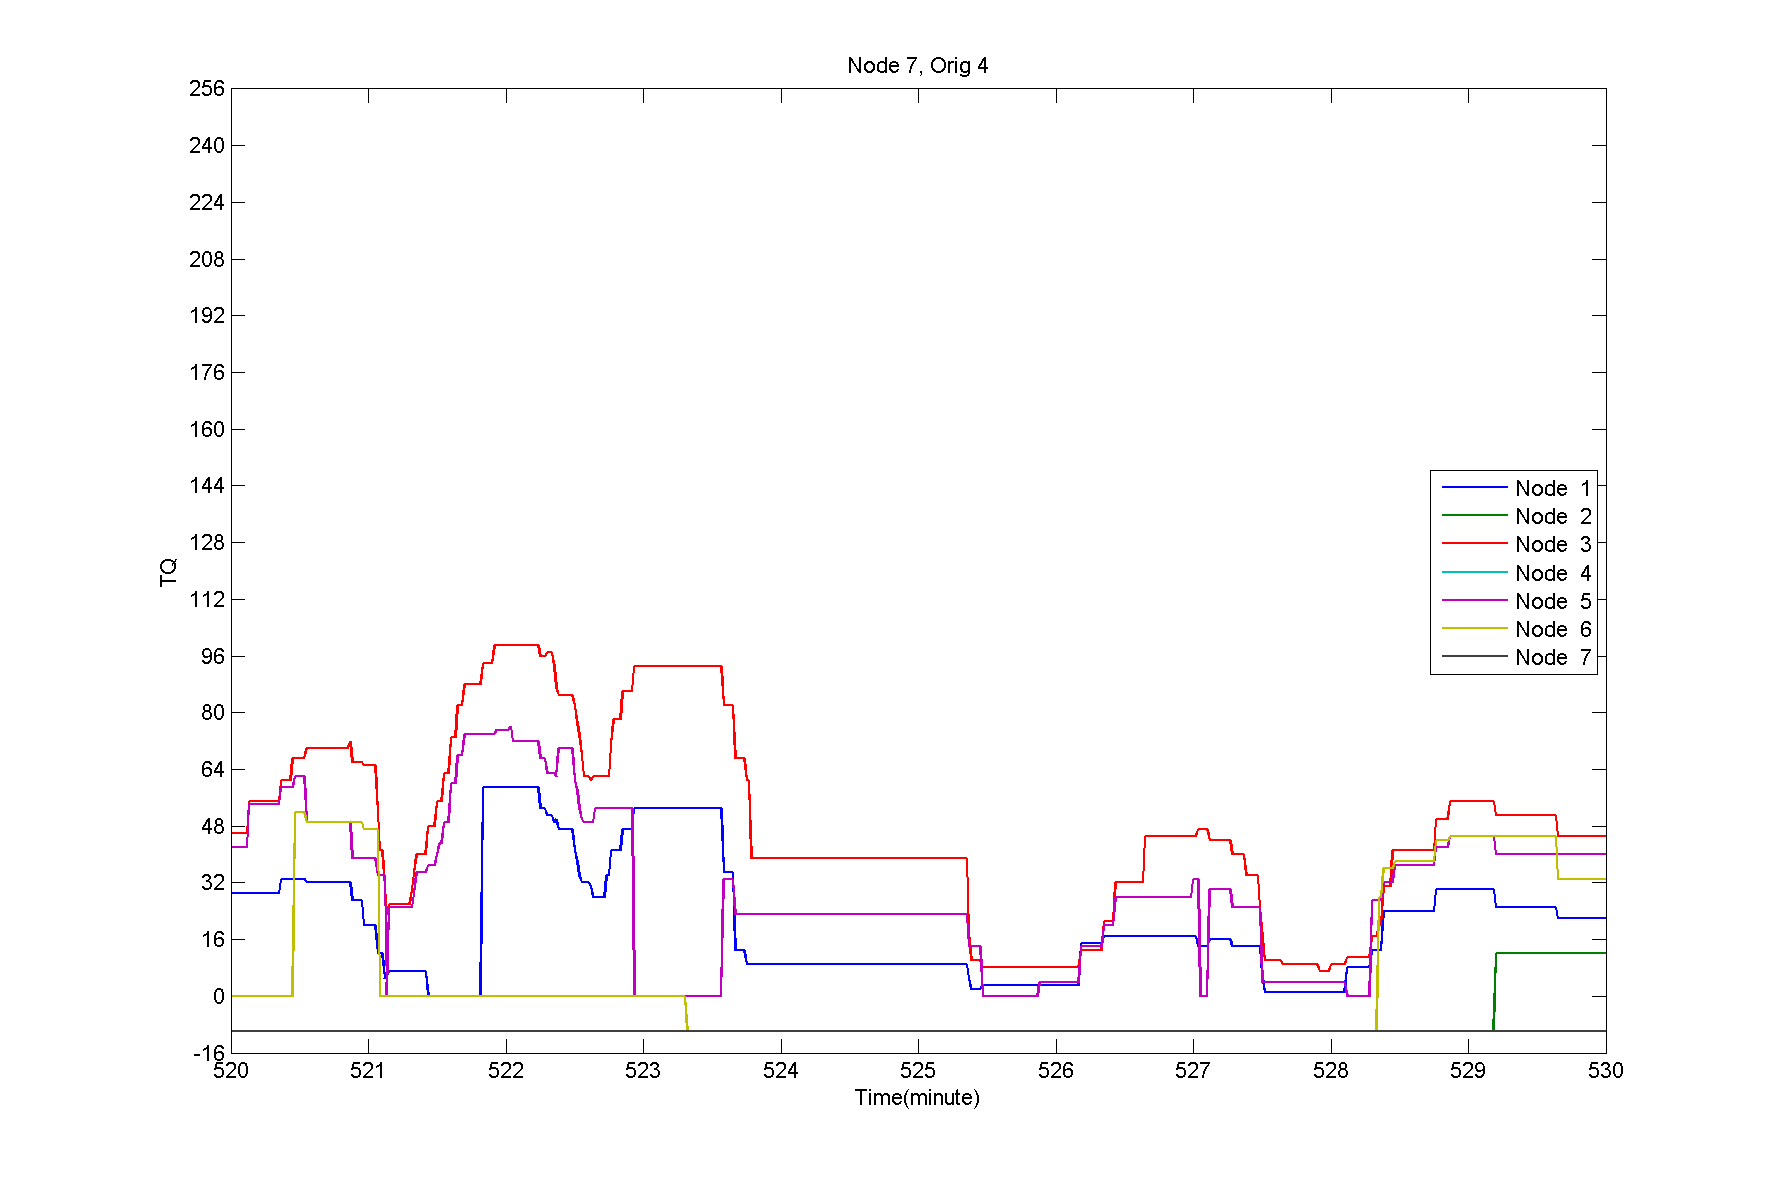 Node 7, Orig 4
256
240
224
208
192
176
160
144
128
112
96
80
64
48
32
16
0
-16
TQ
Node 1
Node 2
Node 3
Node 4
Node 5
Node 6
Node 7
520 521 522 523 524 525 526 527 528 529 530
Time(minute)